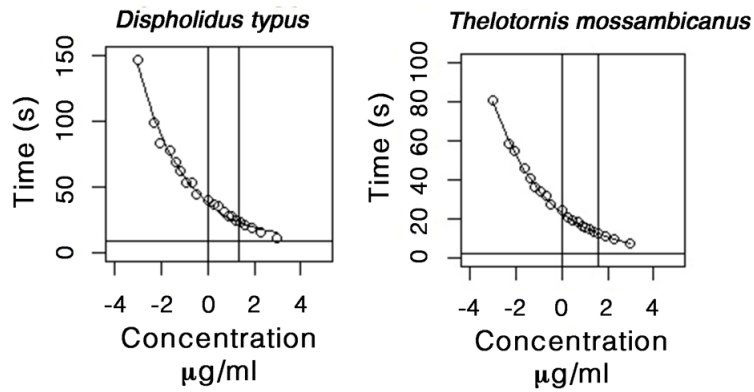 Dispholidus typus
Time (s)
150
100
50
0
-4 -2 0 2 4
Concentration
µg/ml
Thelotornis mossambicanus
Time (s)
100
80
60
40
20
0
-4 -2 0 2 4
Concentration
µg/ml